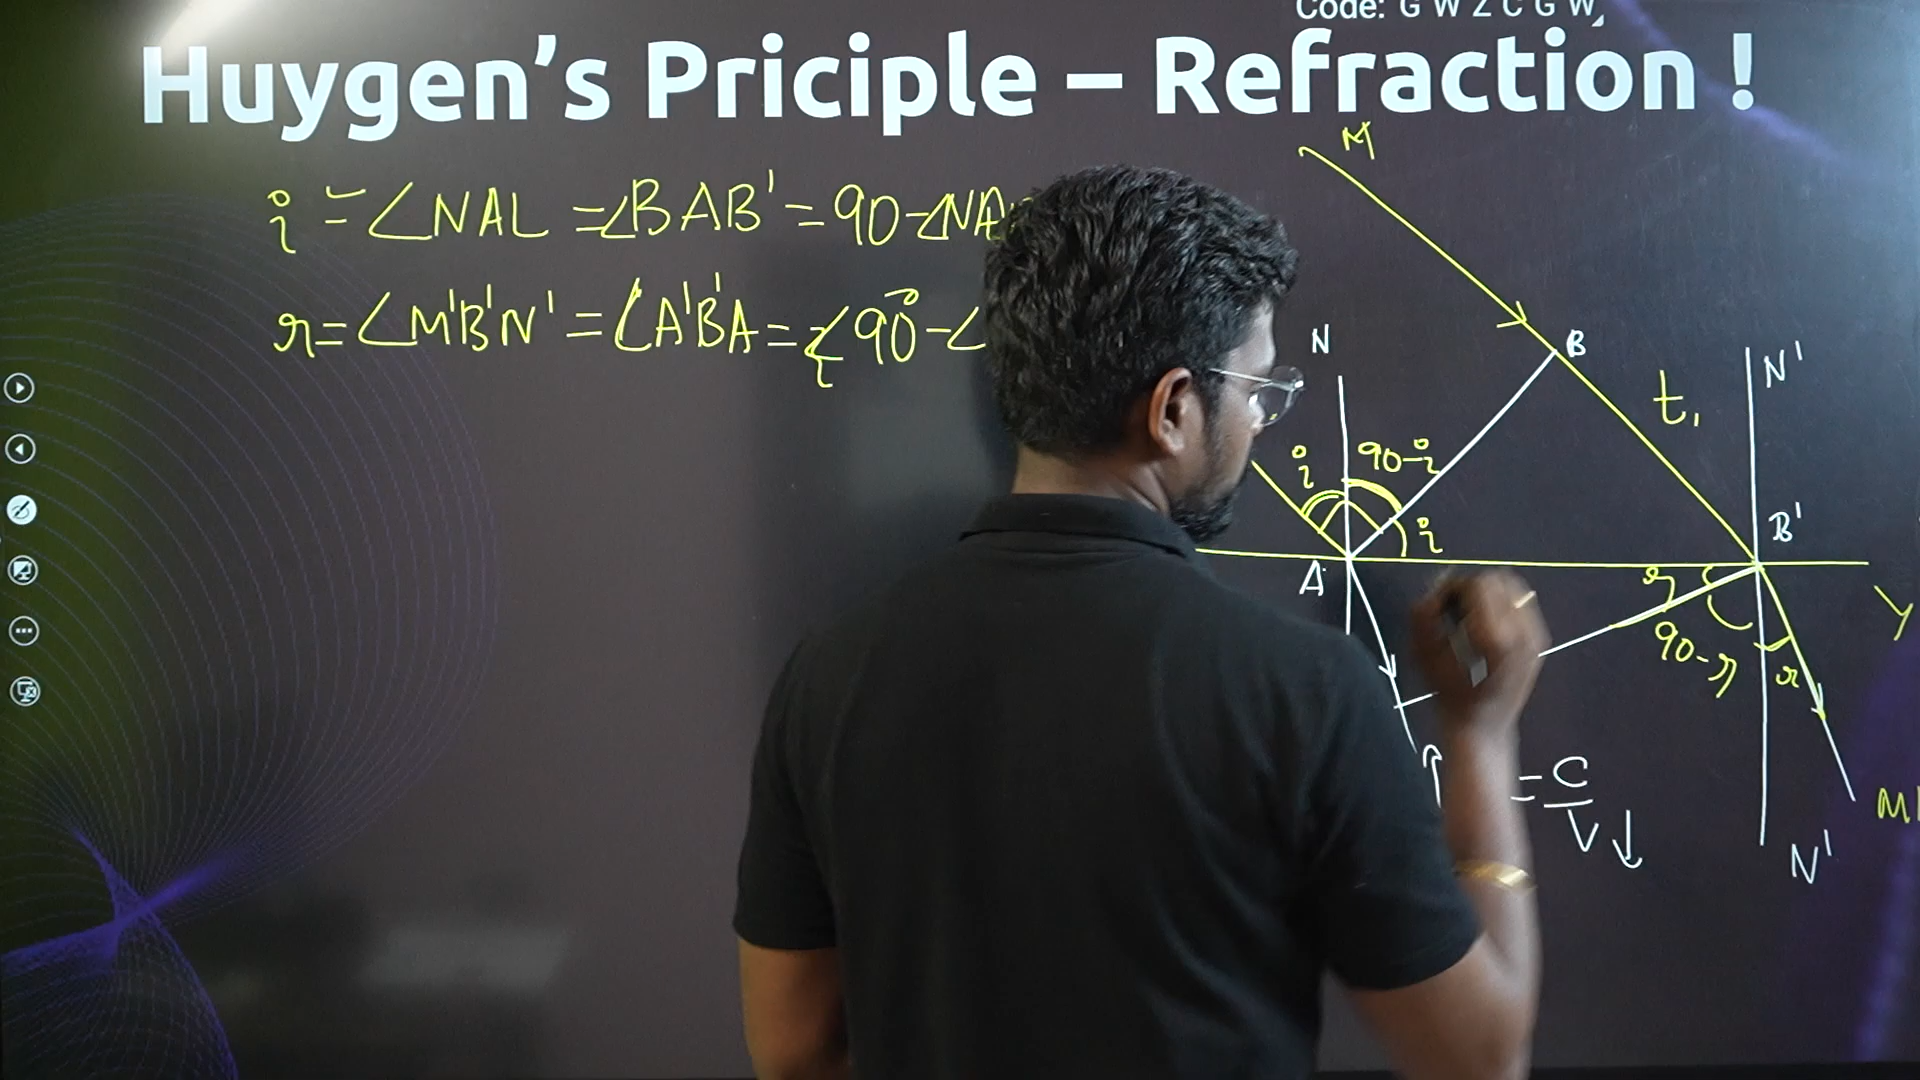 Code: G W Z C G W
Huygen’s Priciple – Refraction !
i = ∠NAL = ∠BAB' = 90-∠NA
r = ∠M'B'N' = ∠A'B'A = ∠90°-∠
M
N
B
N'
t₁
i
90-i
i
B'
A
r
Y
90-r
r
= C/V ↓
M'
N'